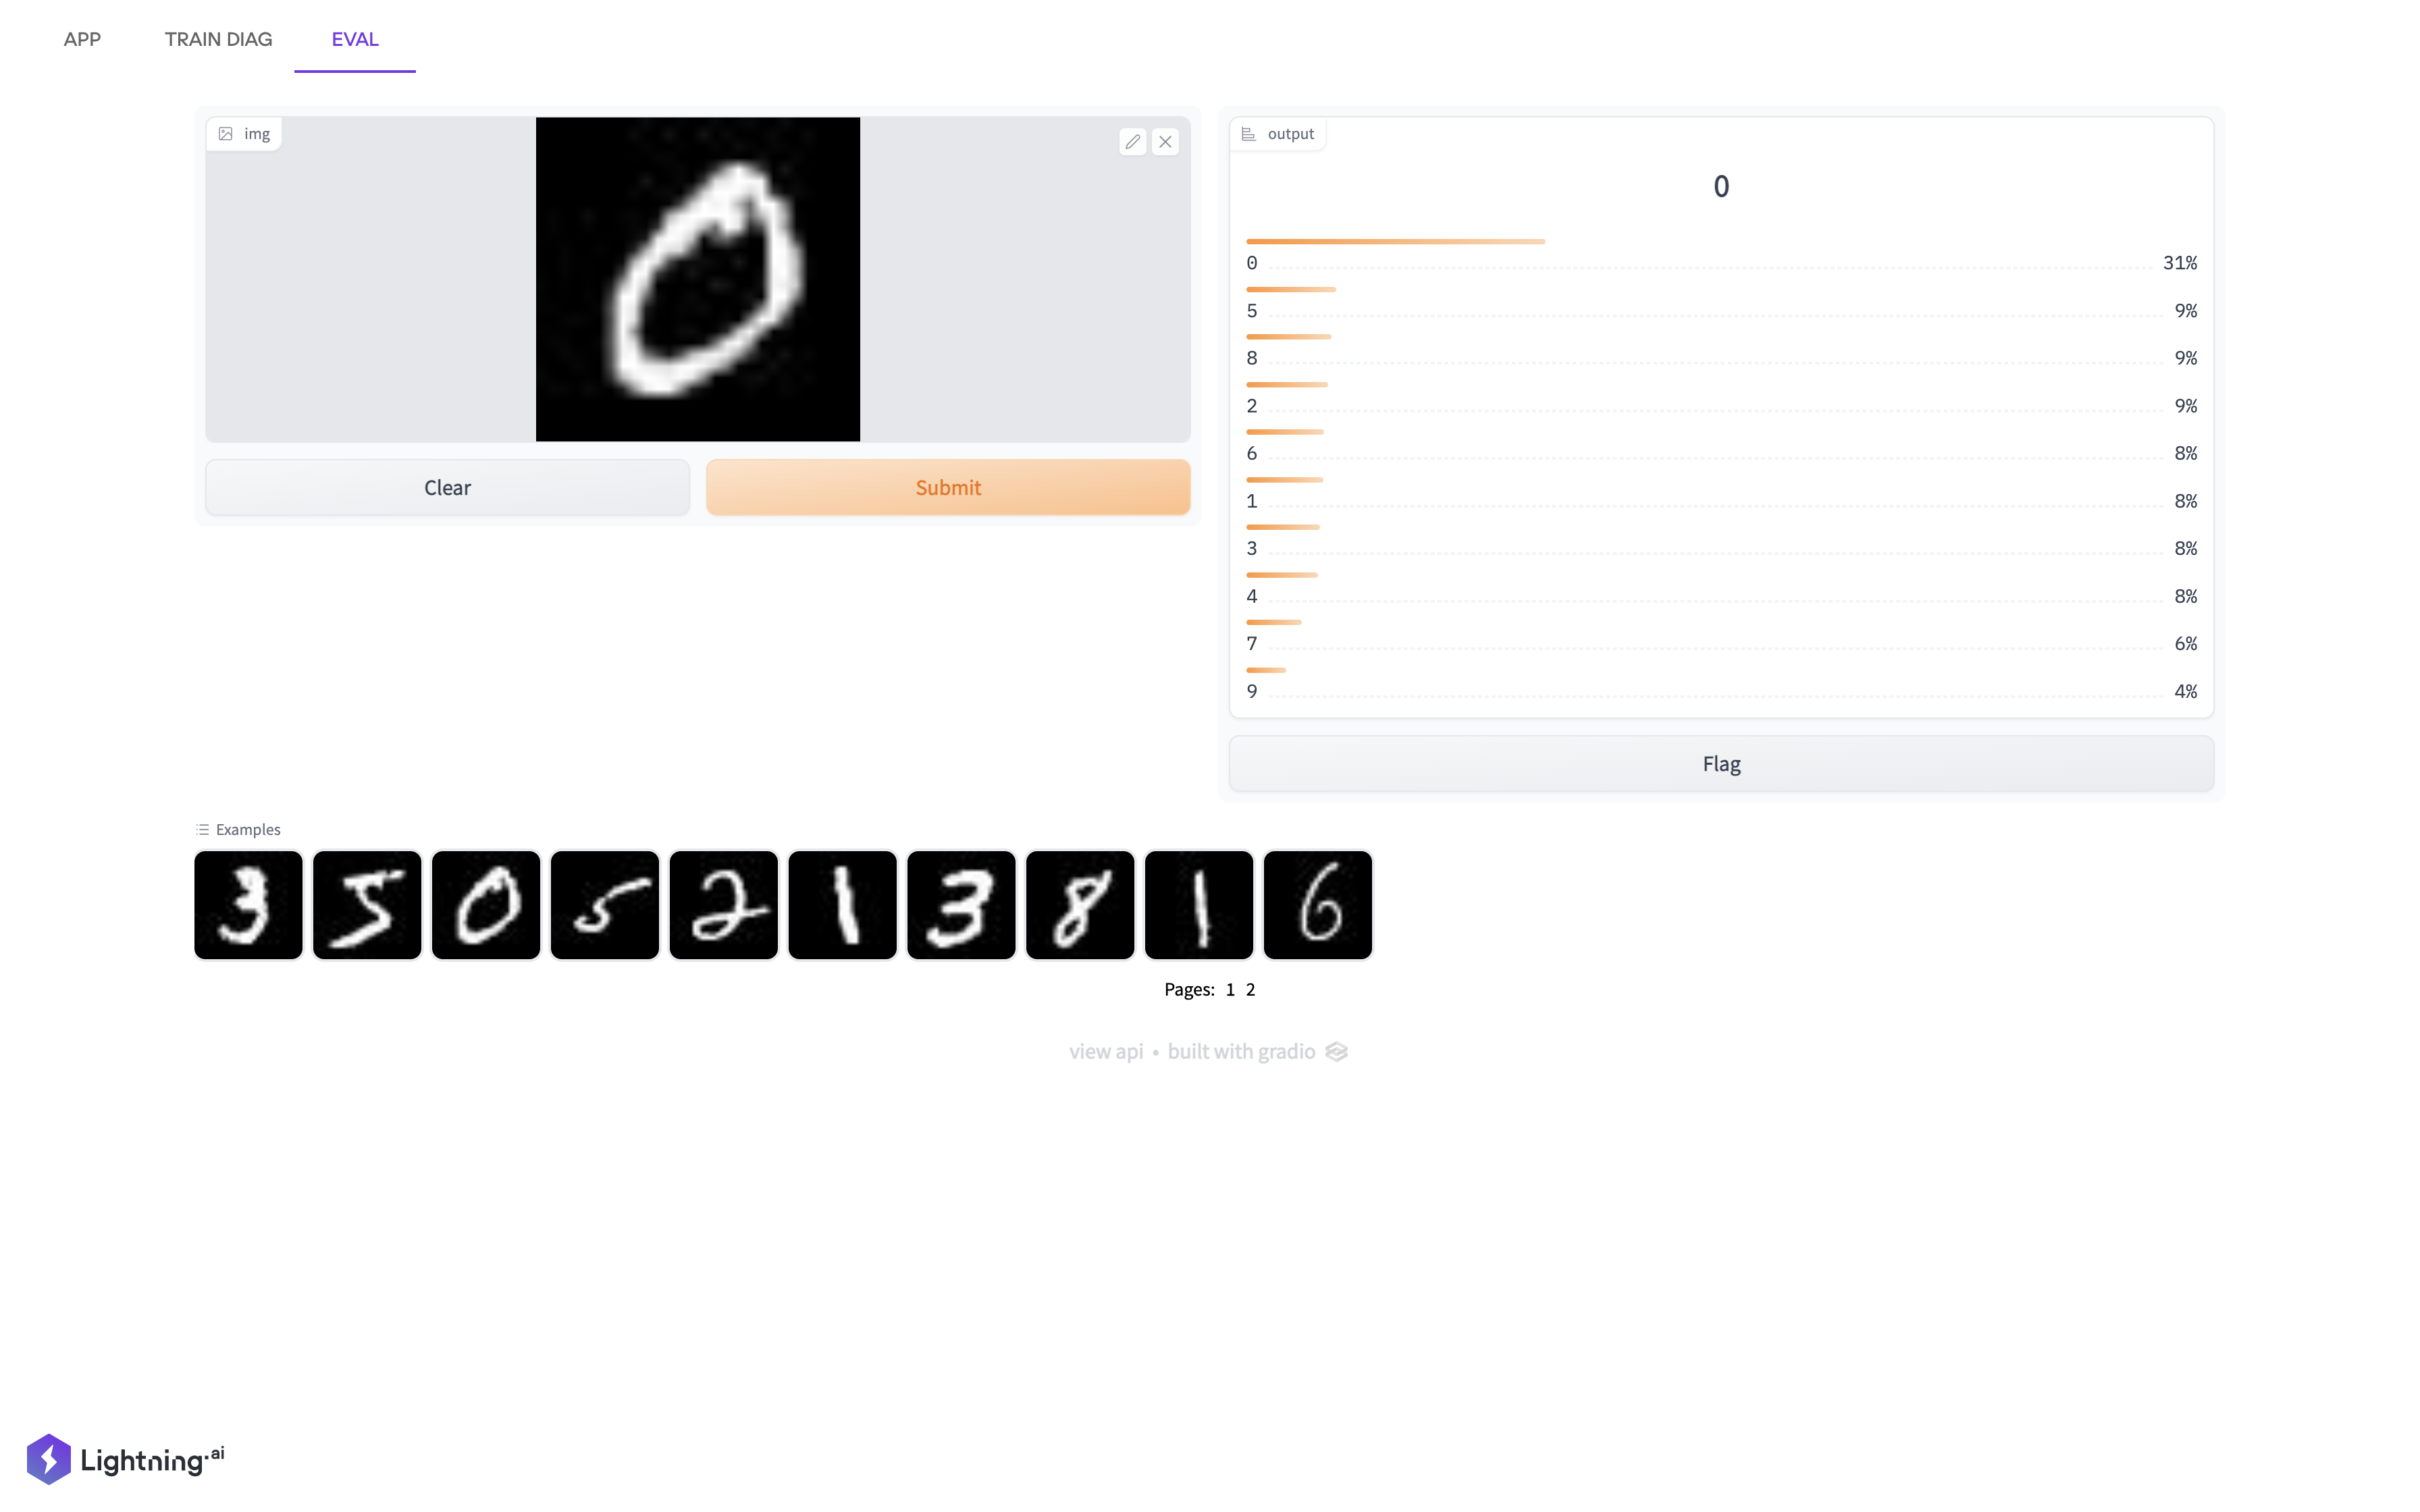 APP TRAIN DIAG EVAL
img
0
Clear Submit
output
0
0 31%
5 9%
8 9%
2 9%
6 8%
1 8%
3 8%
4 8%
7 6%
9 4%
Flag
Examples
3 5 0 5 2 1 3 8 1 6
Pages: 1 2
view api • built with gradio
Lightning.ai